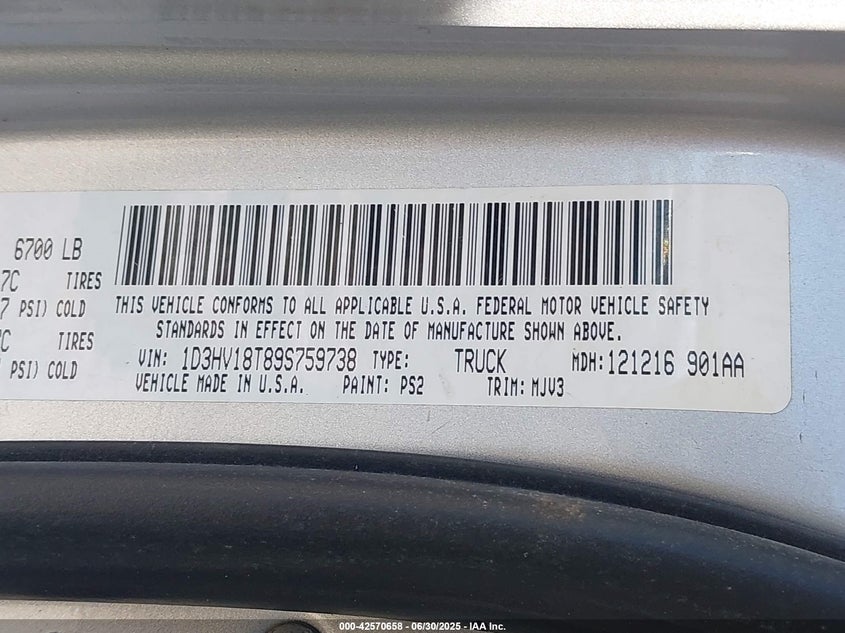 6700 LB
7C TIRES
7 PSI) COLD
TIRES
PSI) COLD
THIS VEHICLE CONFORMS TO ALL APPLICABLE U.S.A. FEDERAL MOTOR VEHICLE SAFETY
STANDARDS IN EFFECT ON THE DATE OF MANUFACTURE SHOWN ABOVE.
VIN: 1D3HV18T89S759738 TYPE: TRUCK MDH:121216 901AA
VEHICLE MADE IN U.S.A. PAINT: PS2 TRIM: MJV3
000-42570658 - 06/30/2025 - IAA Inc.